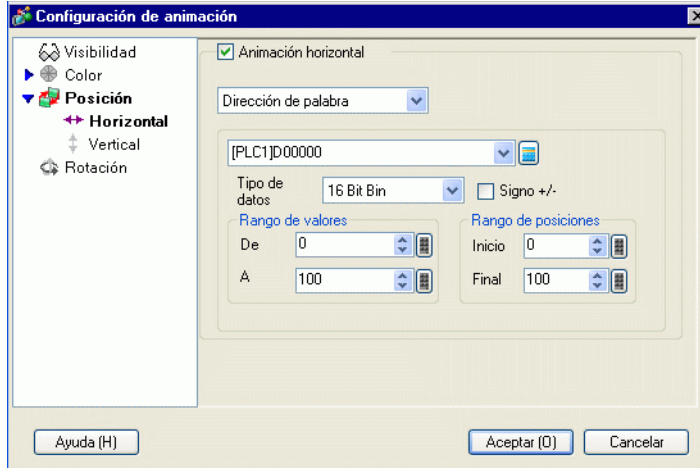 Configuración de animación
Visibilidad
Color
Posición
Horizontal
Vertical
Rotación
Animación horizontal
Dirección de palabra
[PLC1]D00000
Tipo de datos
16 Bit Bin
Signo +/-
Rango de valores
De
0
A
100
Rango de posiciones
Inicio
0
Final
100
Ayuda (H)
Aceptar (O)
Cancelar